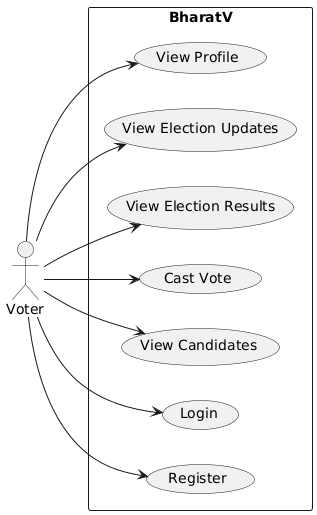 BharatV
View Profile
View Election Updates
View Election Results
Cast Vote
Voter
View Candidates
Login
Register